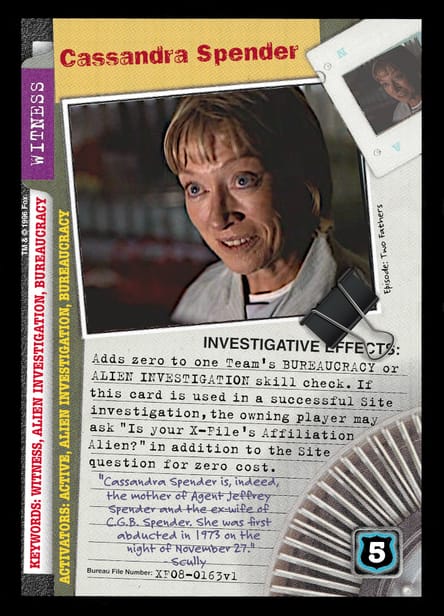 Cassandra Spender
WITNESS
TM & © 1996 Fox
KEYWORDS: WITNESS, ALIEN INVESTIGATION, BUREAUCRACY
ACTIVATORS: ACTIVE, ALIEN INVESTIGATION, BUREAUCRACY
Episode: Two Fathers
INVESTIGATIVE EFFECTS:
Adds zero to one Team's BUREAUCRACY or
ALIEN INVESTIGATION skill check. If
this card is used in a successful Site
investigation, the owning player may
ask "Is your X-File's Affiliation
Alien?" in addition to the Site
question for zero cost.
"Cassandra Spender is, indeed,
the mother of Agent Jeffrey
Spender and the ex-wife of
C.G.B. Spender. She was first
abducted in 1973 on the
night of November 27."
-Scully
Bureau File Number: XF08-0163v1
5